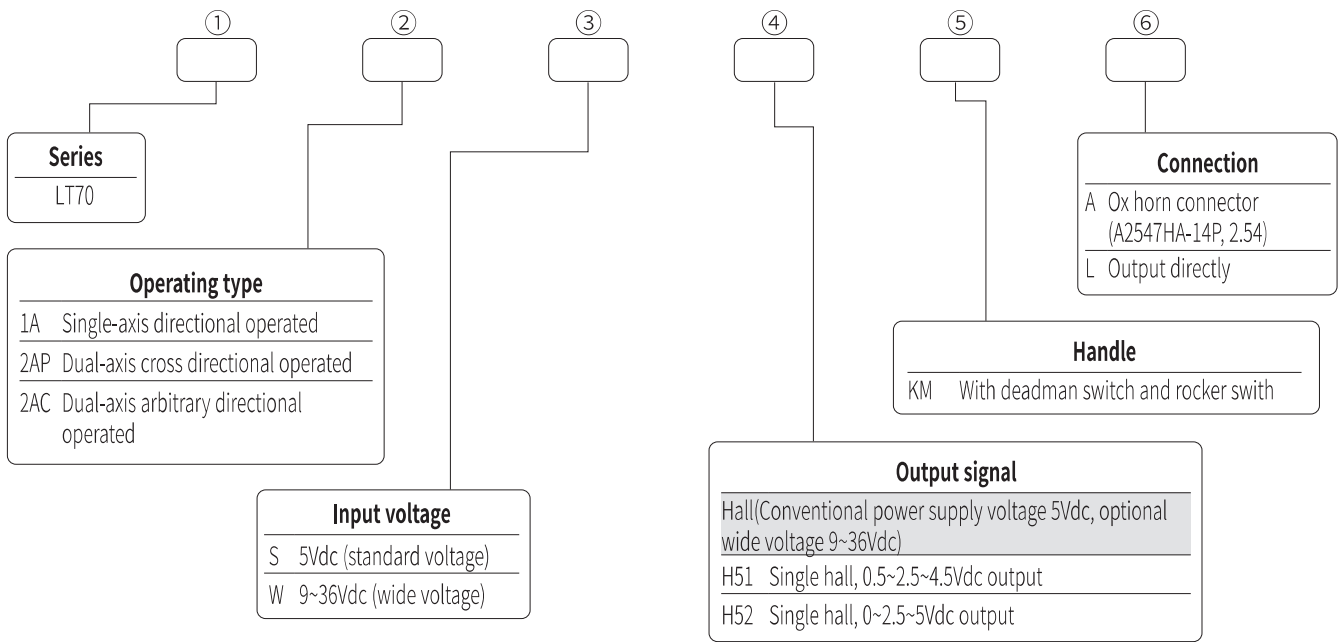 ① ② ③ ④ ⑤ ⑥
Series
LT70
Operating type
1A Single-axis directional operated
2AP Dual-axis cross directional operated
2AC Dual-axis arbitrary directional
operated
Input voltage
S 5Vdc (standard voltage)
W 9~36Vdc (wide voltage)
Output signal
Hall(Conventional power supply voltage 5Vdc, optional
wide voltage 9~36Vdc)
H51 Single hall, 0.5~2.5~4.5Vdc output
H52 Single hall, 0~2.5~5Vdc output
Handle
KM With deadman switch and rocker swith
Connection
A Ox horn connector
(A2547HA-14P, 2.54)
L Output directly